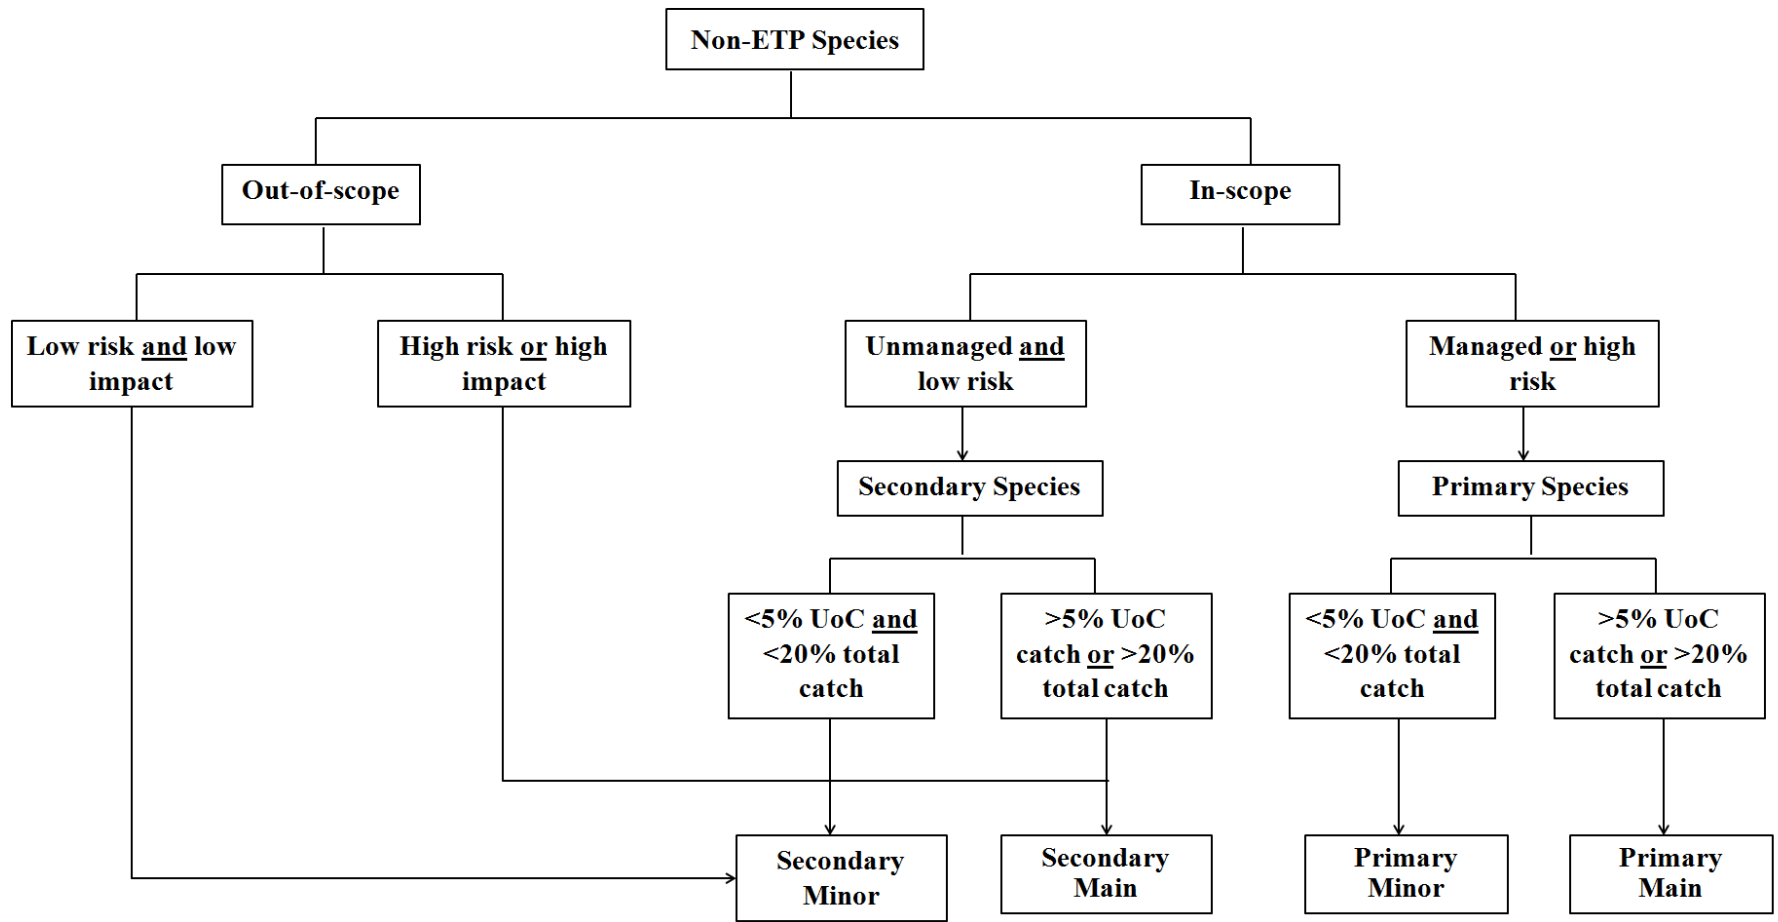 Non-ETP Species
Out-of-scope
In-scope
Low risk and low
impact
High risk or high
impact
Unmanaged and
low risk
Managed or high
risk
Secondary Species
Primary Species
<5% UoC and
<20% total
catch
>5% UoC
catch or >20%
total catch
<5% UoC and
<20% total
catch
>5% UoC
catch or >20%
total catch
Secondary
Minor
Secondary
Main
Primary
Minor
Primary
Main